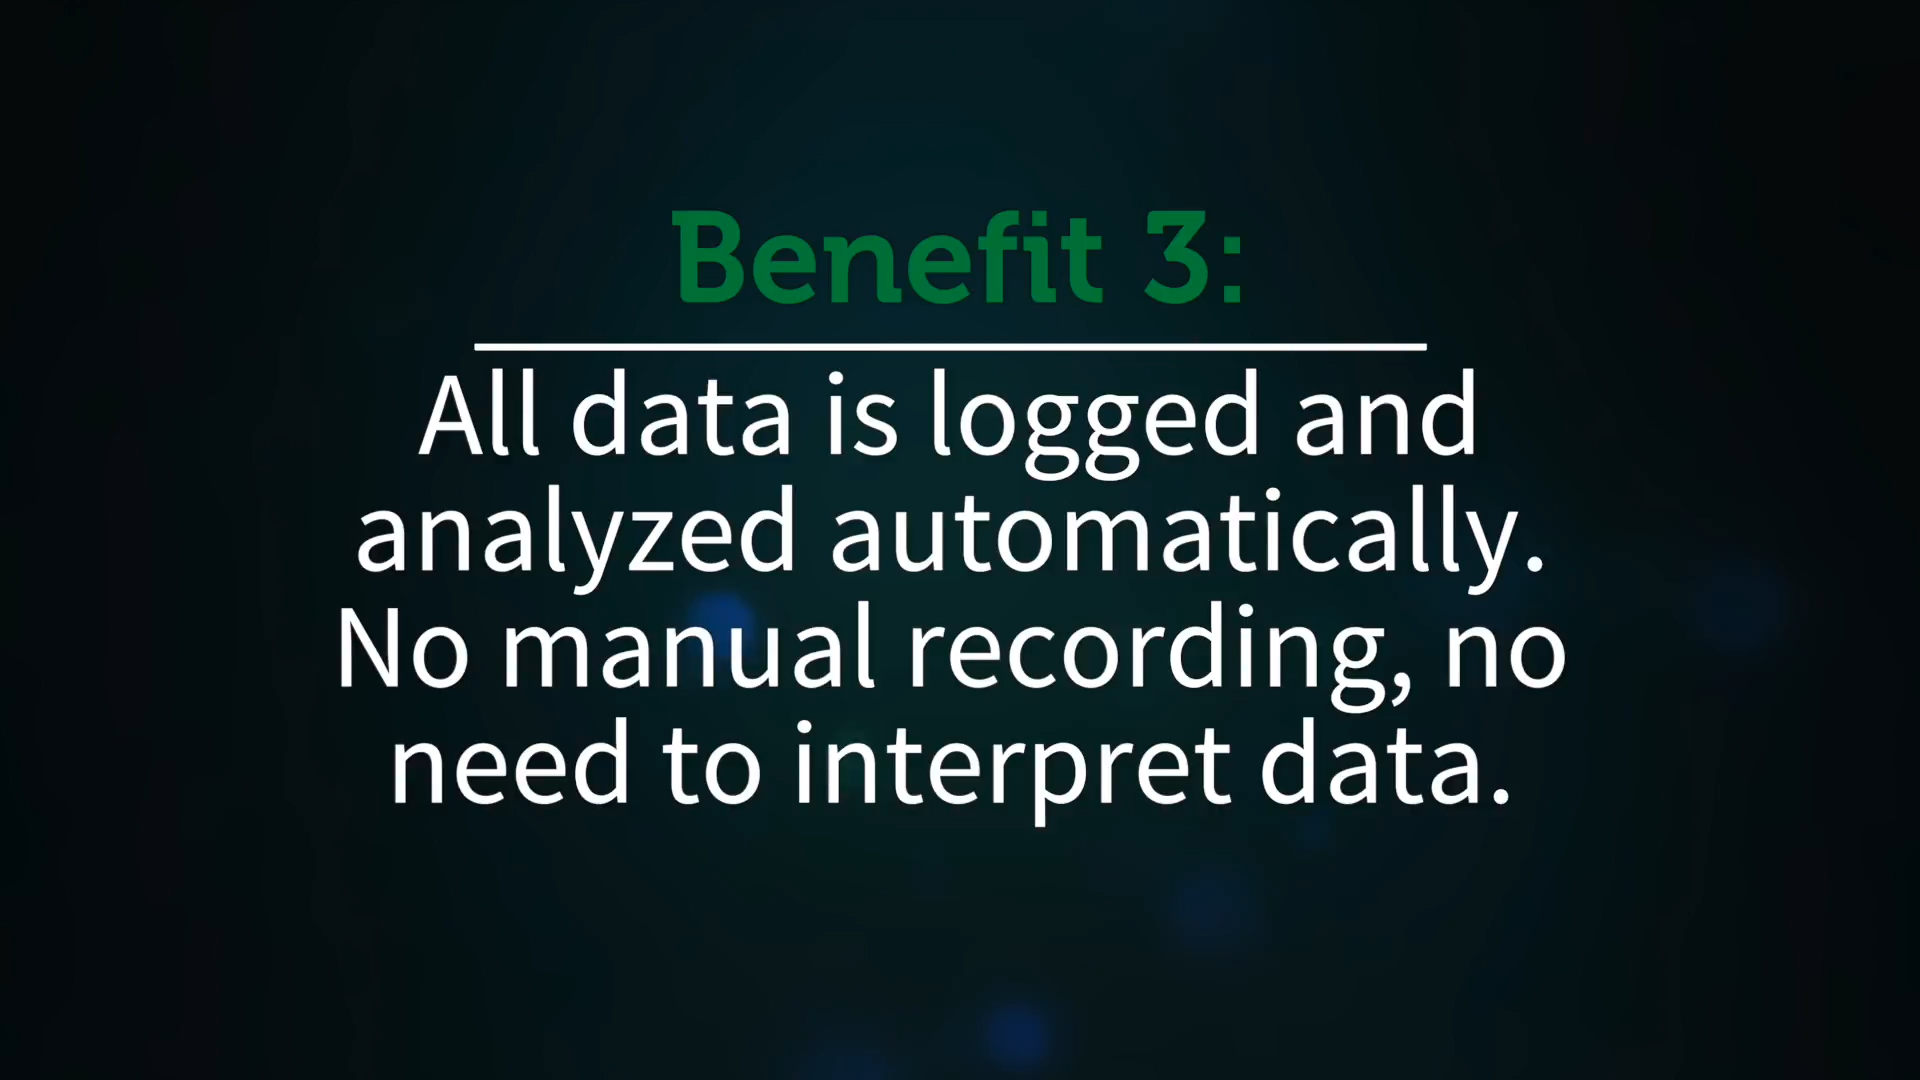 Benefit 3:
All data is logged and
analyzed automatically.
No manual recording, no
need to interpret data.